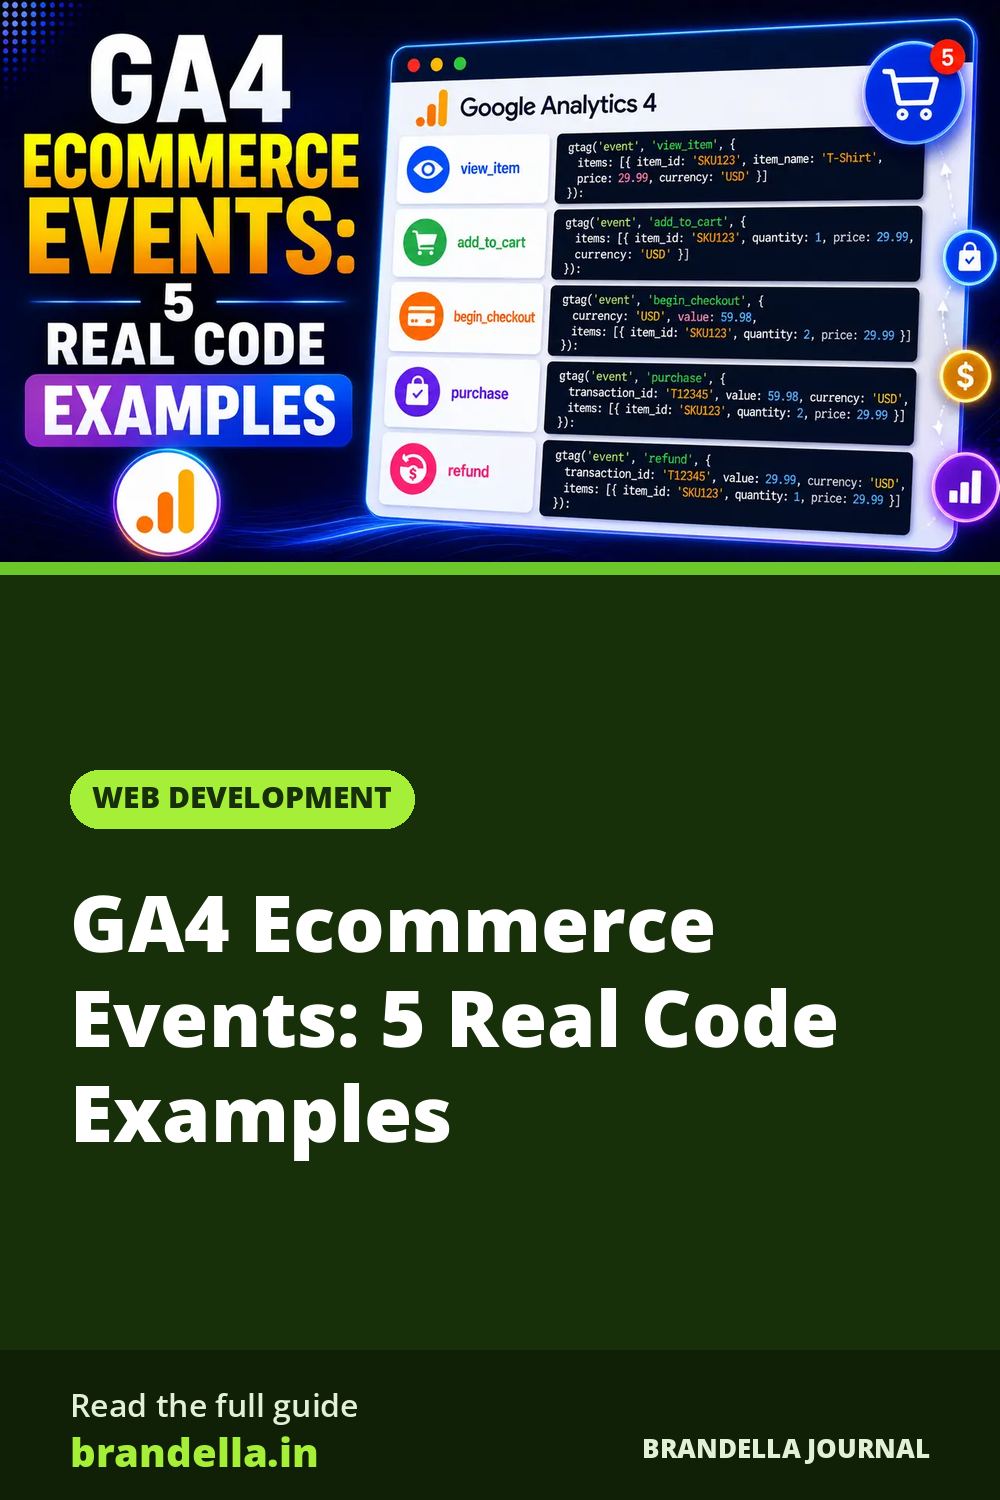 GA4
ECOMMERCE
EVENTS:
5
REAL CODE
EXAMPLES
5
Google Analytics 4
view_item
gtag('event', 'view_item', {
items: [{ item_id: 'SKU123', item_name: 'T-Shirt',
price: 29.99, currency: 'USD' }]
}):
add_to_cart
gtag('event', 'add_to_cart', {
items: [{ item_id: 'SKU123', quantity: 1, price: 29.99,
currency: 'USD' }]
}):
begin_checkout
gtag('event', 'begin_checkout', {
currency: 'USD', value: 59.98,
items: [{ item_id: 'SKU123', quantity: 2, price: 29.99 }]
}):
purchase
gtag('event', 'purchase', {
transaction_id: 'T12345', value: 59.98, currency: 'USD',
items: [{ item_id: 'SKU123', quantity: 2, price: 29.99 }]
}):
refund
gtag('event', 'refund', {
transaction_id: 'T12345', value: 29.99, currency: 'USD',
items: [{ item_id: 'SKU123', quantity: 1, price: 29.99 }]
}):
$
$
WEB DEVELOPMENT
GA4 Ecommerce
Events: 5 Real Code
Examples
Read the full guide
brandella.in
BRANDELLA JOURNAL